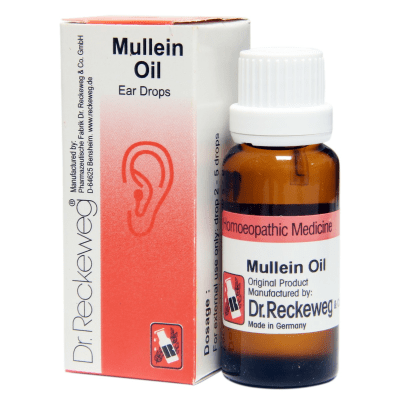 Mullein
Oil
Ear Drops
Manufactured by:
Pharmazeutische Fabrik Dr. Reckeweg & Co. GmbH
D-64625 Bensheim. www.reckeweg.de
Dr. Reckeweg®
Dosage :
For external use only: drop 2 - 5 drops
Homoeopathic Medicine
Mullein Oil
Original Product
Manufactured by:
Dr.Reckeweg
Made in Germany